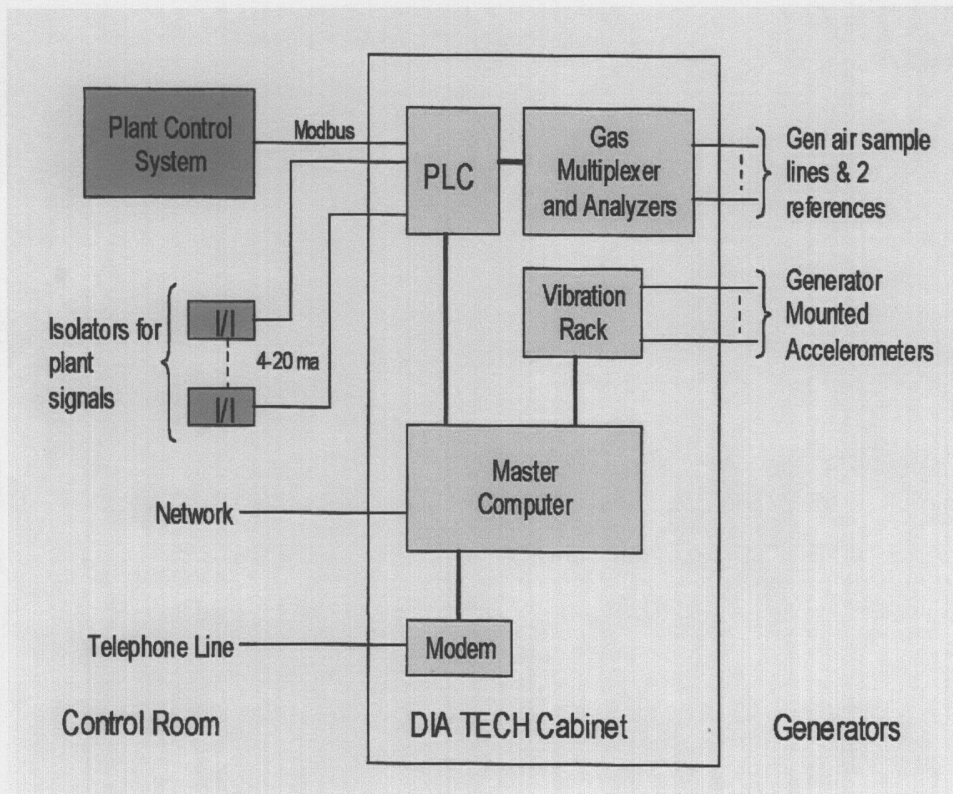 Plant Control
System
Modbus
PLC
Gas
Multiplexer
and Analyzers
Gen air sample
lines & 2
references
Isolators for
plant
signals
I/I
4-20 ma
I/I
Vibration
Rack
Generator
Mounted
Accelerometers
Master
Computer
Network
Telephone Line
Modem
Control Room
DIA TECH Cabinet
Generators